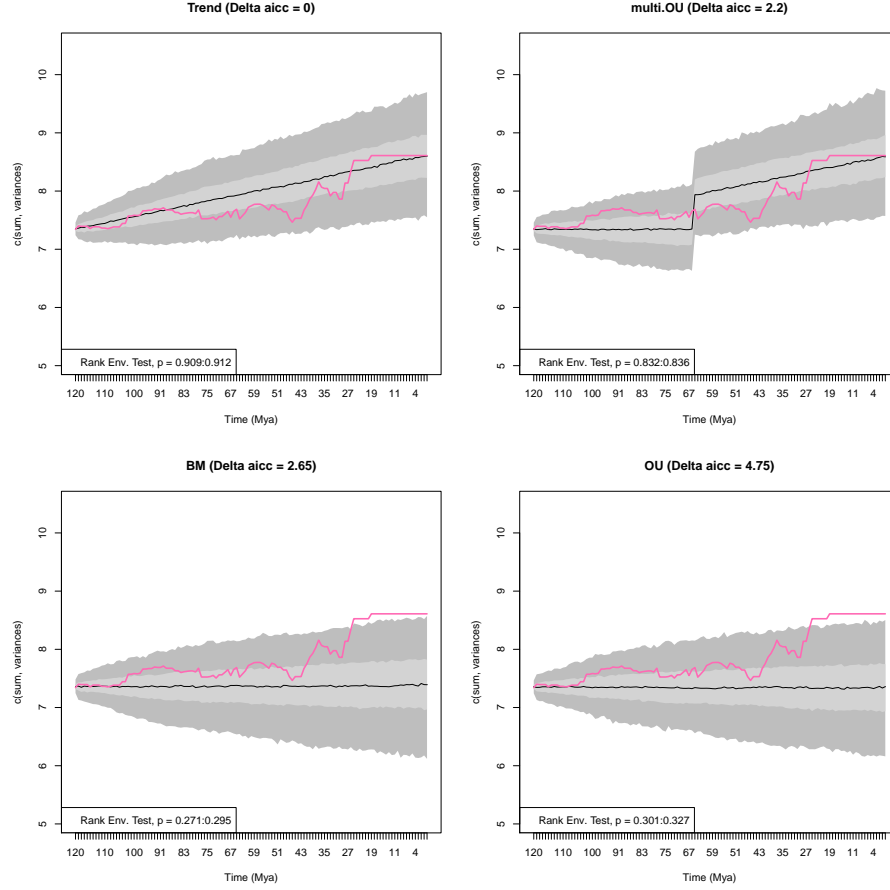 Trend (Delta aicc = 0)
c(sum, variances)
10
9
8
7
6
5
Rank Env. Test, p = 0.909:0.912
120 110 100 91 83 75 67 59 51 43 35 27 19 11 4
Time (Mya)
multi.OU (Delta aicc = 2.2)
c(sum, variances)
10
9
8
7
6
5
Rank Env. Test, p = 0.832:0.836
120 110 100 91 83 75 67 59 51 43 35 27 19 11 4
Time (Mya)
BM (Delta aicc = 2.65)
c(sum, variances)
10
9
8
7
6
5
Rank Env. Test, p = 0.271:0.295
120 110 100 91 83 75 67 59 51 43 35 27 19 11 4
Time (Mya)
OU (Delta aicc = 4.75)
c(sum, variances)
10
9
8
7
6
5
Rank Env. Test, p = 0.301:0.327
120 110 100 91 83 75 67 59 51 43 35 27 19 11 4
Time (Mya)